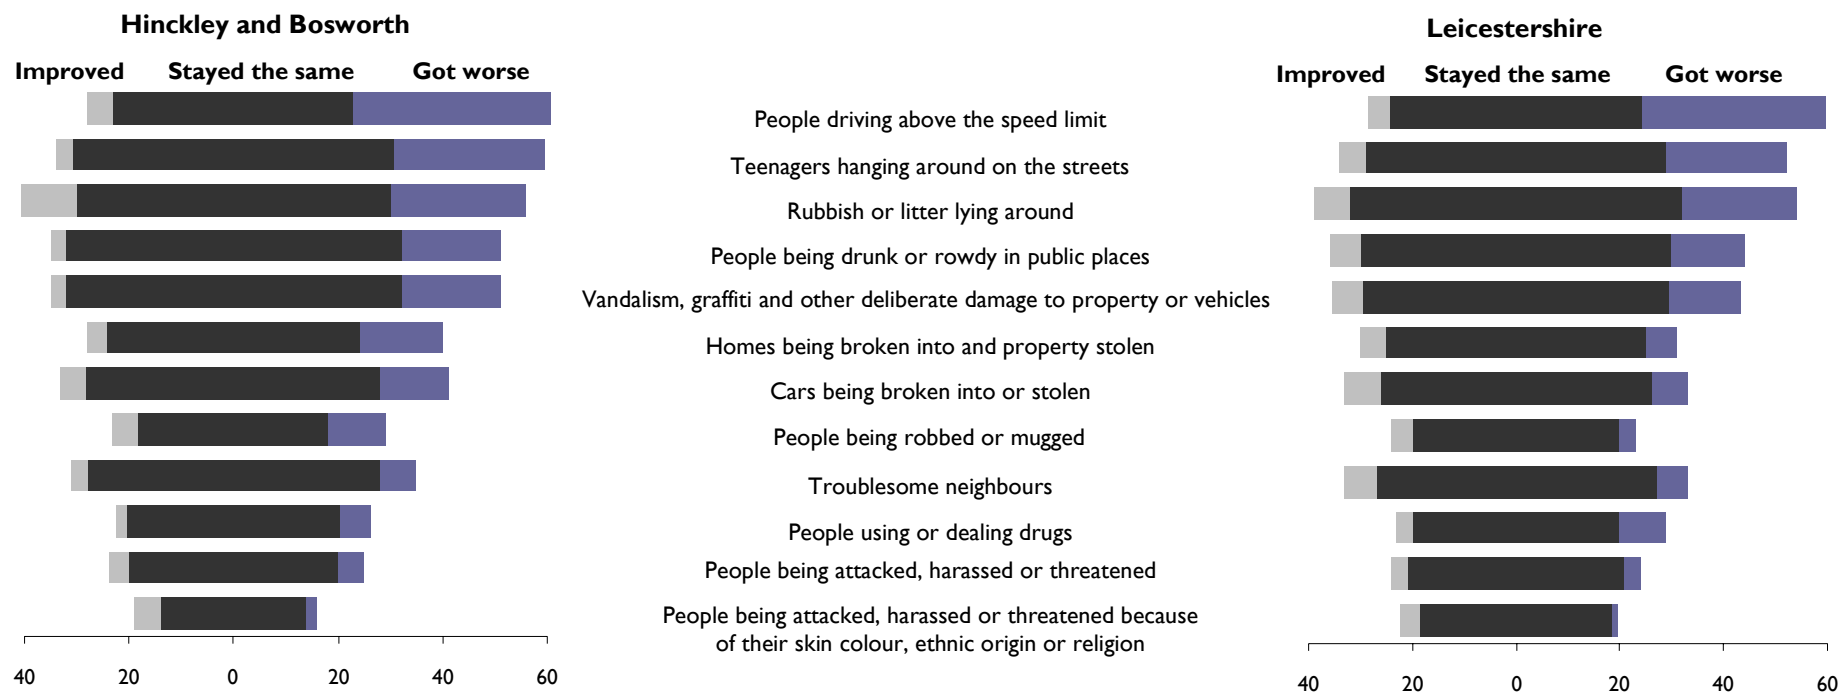 Hinckley and Bosworth
Leicestershire
Improved Stayed the same Got worse
Improved Stayed the same Got worse
People driving above the speed limit
Teenagers hanging around on the streets
Rubbish or litter lying around
People being drunk or rowdy in public places
Vandalism, graffiti and other deliberate damage to property or vehicles
Homes being broken into and property stolen
Cars being broken into or stolen
People being robbed or mugged
Troublesome neighbours
People using or dealing drugs
People being attacked, harassed or threatened
People being attacked, harassed or threatened because
of their skin colour, ethnic origin or religion
40 20 0 20 40 60
40 20 0 20 40 60